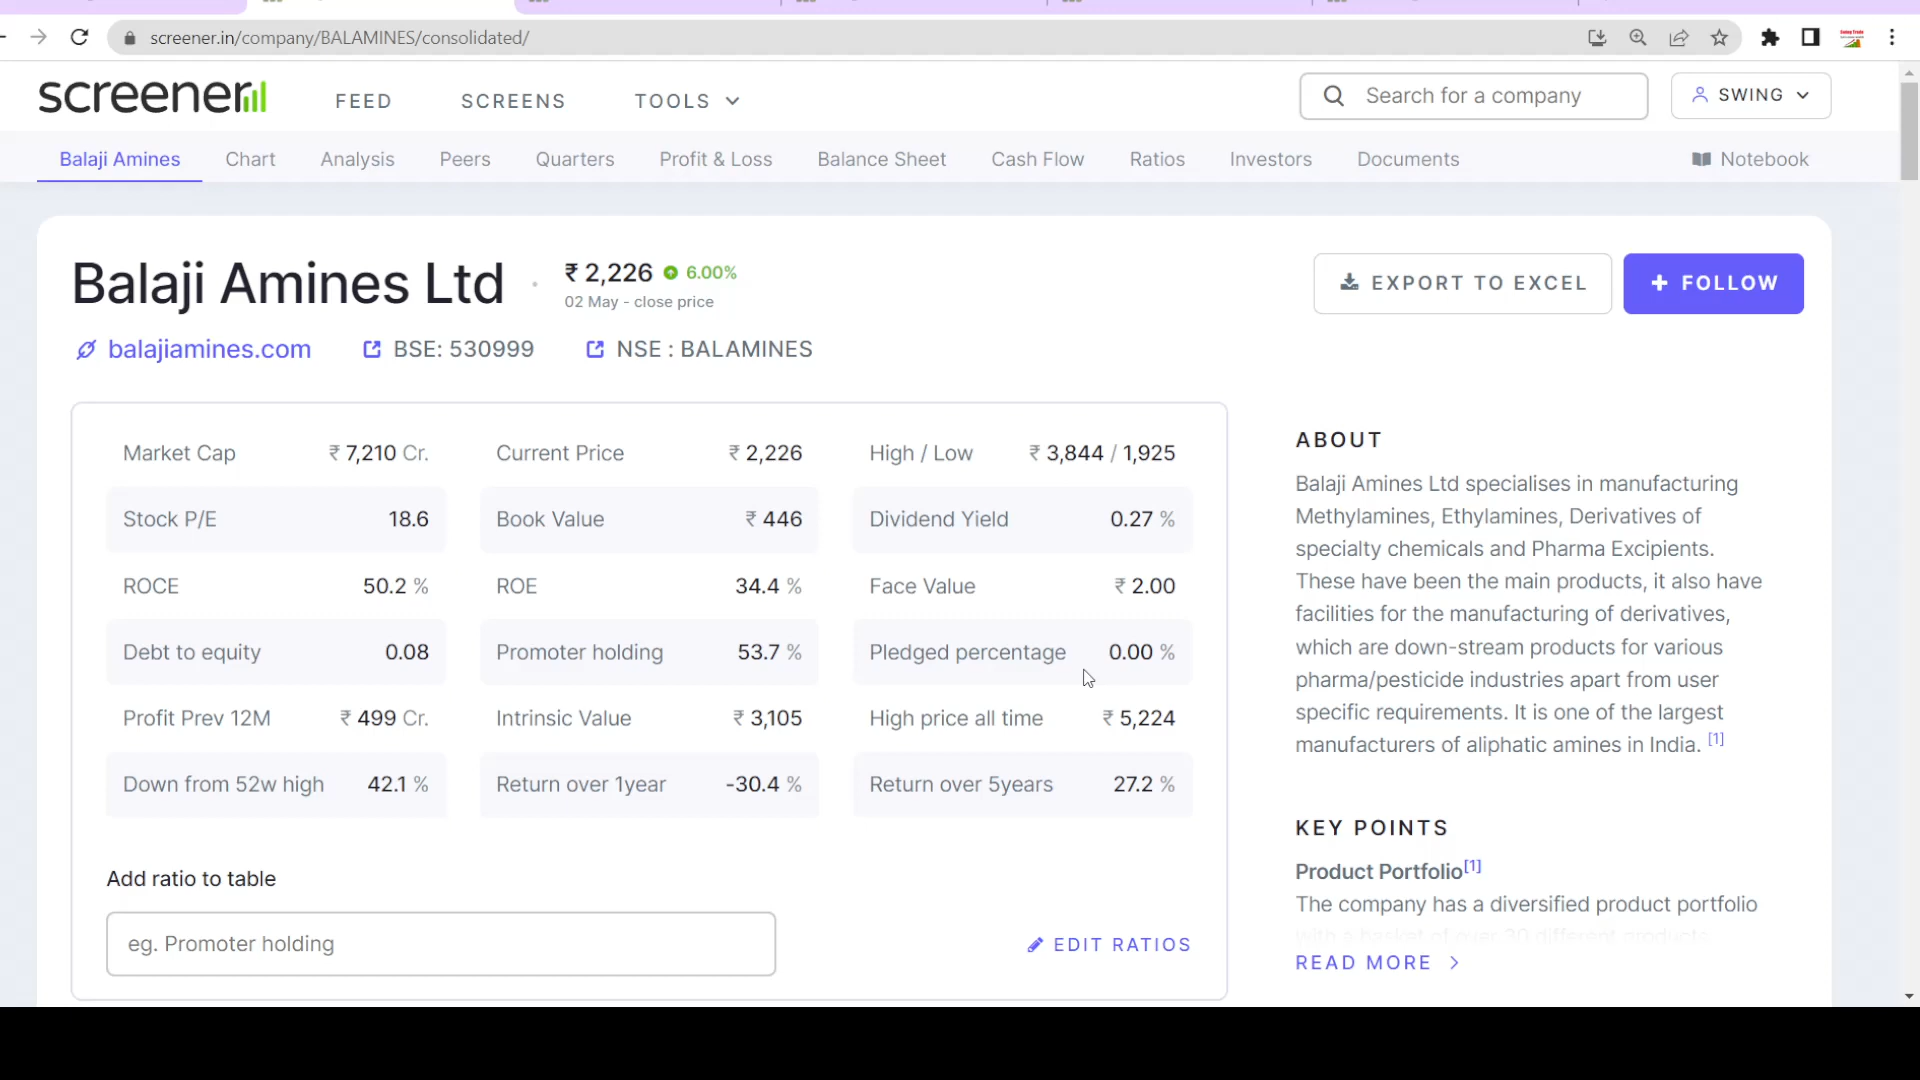 screener.in/company/BALAMINES/consolidated/
screener
FEED
SCREENS
TOOLS
Search for a company
SWING
Balaji Amines
Chart
Analysis
Peers
Quarters
Profit & Loss
Balance Sheet
Cash Flow
Ratios
Investors
Documents
Notebook
Balaji Amines Ltd
₹ 2,226 6.00%
02 May - close price
EXPORT TO EXCEL
+ FOLLOW
balajiamines.com
BSE: 530999
NSE : BALAMINES
Market Cap ₹ 7,210 Cr.
Current Price ₹ 2,226
High / Low ₹ 3,844 / 1,925
Stock P/E 18.6
Book Value ₹ 446
Dividend Yield 0.27 %
ROCE 50.2 %
ROE 34.4 %
Face Value ₹ 2.00
Debt to equity 0.08
Promoter holding 53.7 %
Pledged percentage 0.00 %
Profit Prev 12M ₹ 499 Cr.
Intrinsic Value ₹ 3,105
High price all time ₹ 5,224
Down from 52w high 42.1 %
Return over 1year -30.4 %
Return over 5years 27.2 %
Add ratio to table
eg. Promoter holding
EDIT RATIOS
ABOUT
Balaji Amines Ltd specialises in manufacturing
Methylamines, Ethylamines, Derivatives of
specialty chemicals and Pharma Excipients.
These have been the main products, it also have
facilities for the manufacturing of derivatives,
which are down-stream products for various
pharma/pesticide industries apart from user
specific requirements. It is one of the largest
manufacturers of aliphatic amines in India. [1]
KEY POINTS
Product Portfolio[1]
The company has a diversified product portfolio
with a basket of over 30 different products
READ MORE